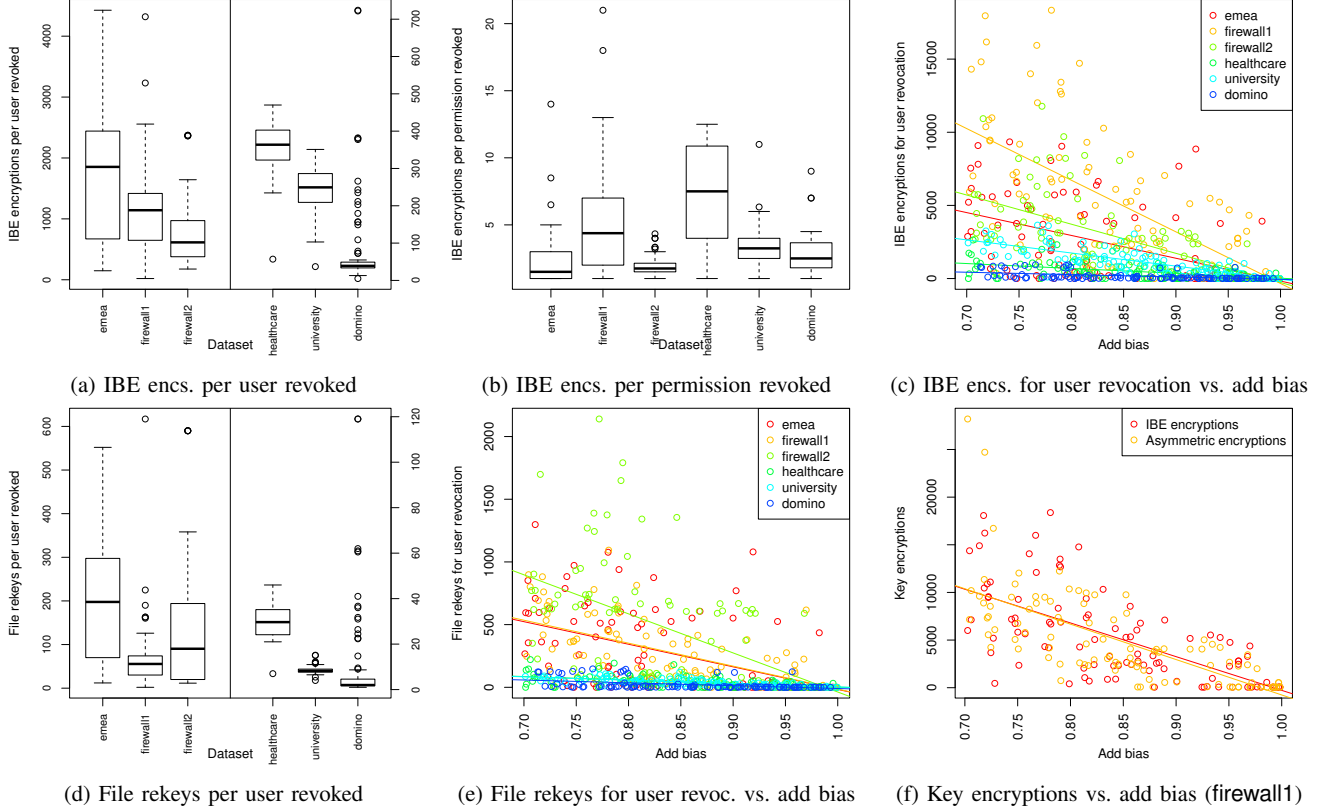 IBE encryptions per user revoked
4000
3000
2000
1000
0
700
600
500
400
300
200
100
0
emea
firewall1
firewall2
healthcare
university
domino
Dataset
(a) IBE encs. per user revoked
IBE encryptions per permission revoked
20
15
10
5
emea
firewall1
firewall2
healthcare
university
domino
Dataset
(b) IBE encs. per permission revoked
IBE encryptions for user revocation
15000
10000
5000
0
emea
firewall1
firewall2
healthcare
university
domino
0.70
0.75
0.80
0.85
0.90
0.95
1.00
Add bias
(c) IBE encs. for user revocation vs. add bias
File rekeys per user revoked
600
500
400
300
200
100
0
120
100
80
60
40
20
0
emea
firewall1
firewall2
healthcare
university
domino
Dataset
(d) File rekeys per user revoked
File rekeys for user revocation
2000
1500
1000
500
0
emea
firewall1
firewall2
healthcare
university
domino
0.70
0.75
0.80
0.85
0.90
0.95
1.00
Add bias
(e) File rekeys for user revoc. vs. add bias
Key encryptions
20000
10000
5000
0
IBE encryptions
Asymmetric encryptions
0.70
0.75
0.80
0.85
0.90
0.95
1.00
Add bias
(f) Key encryptions vs. add bias (firewall1)